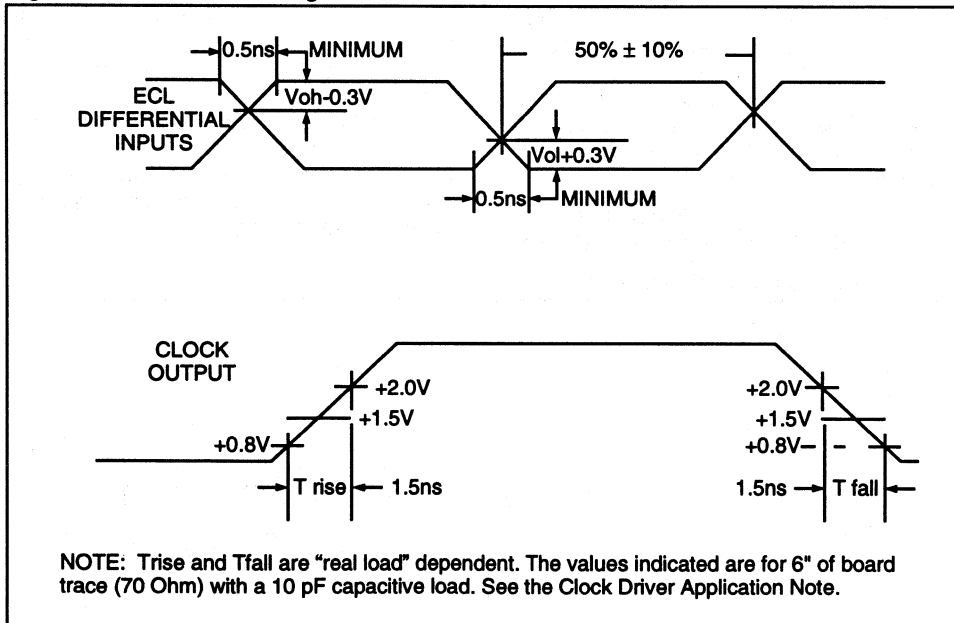 0.5ns MINIMUM
50% ± 10%
ECL
DIFFERENTIAL
INPUTS
Voh-0.3V
Vol+0.3V
0.5ns MINIMUM
CLOCK
OUTPUT
+2.0V
+1.5V
+0.8V
T rise
1.5ns
+2.0V
+1.5V
+0.8V
1.5ns
T fall
NOTE: Trise and Tfall are "real load" dependent. The values indicated are for 6" of board
trace (70 Ohm) with a 10 pF capacitive load. See the Clock Driver Application Note.